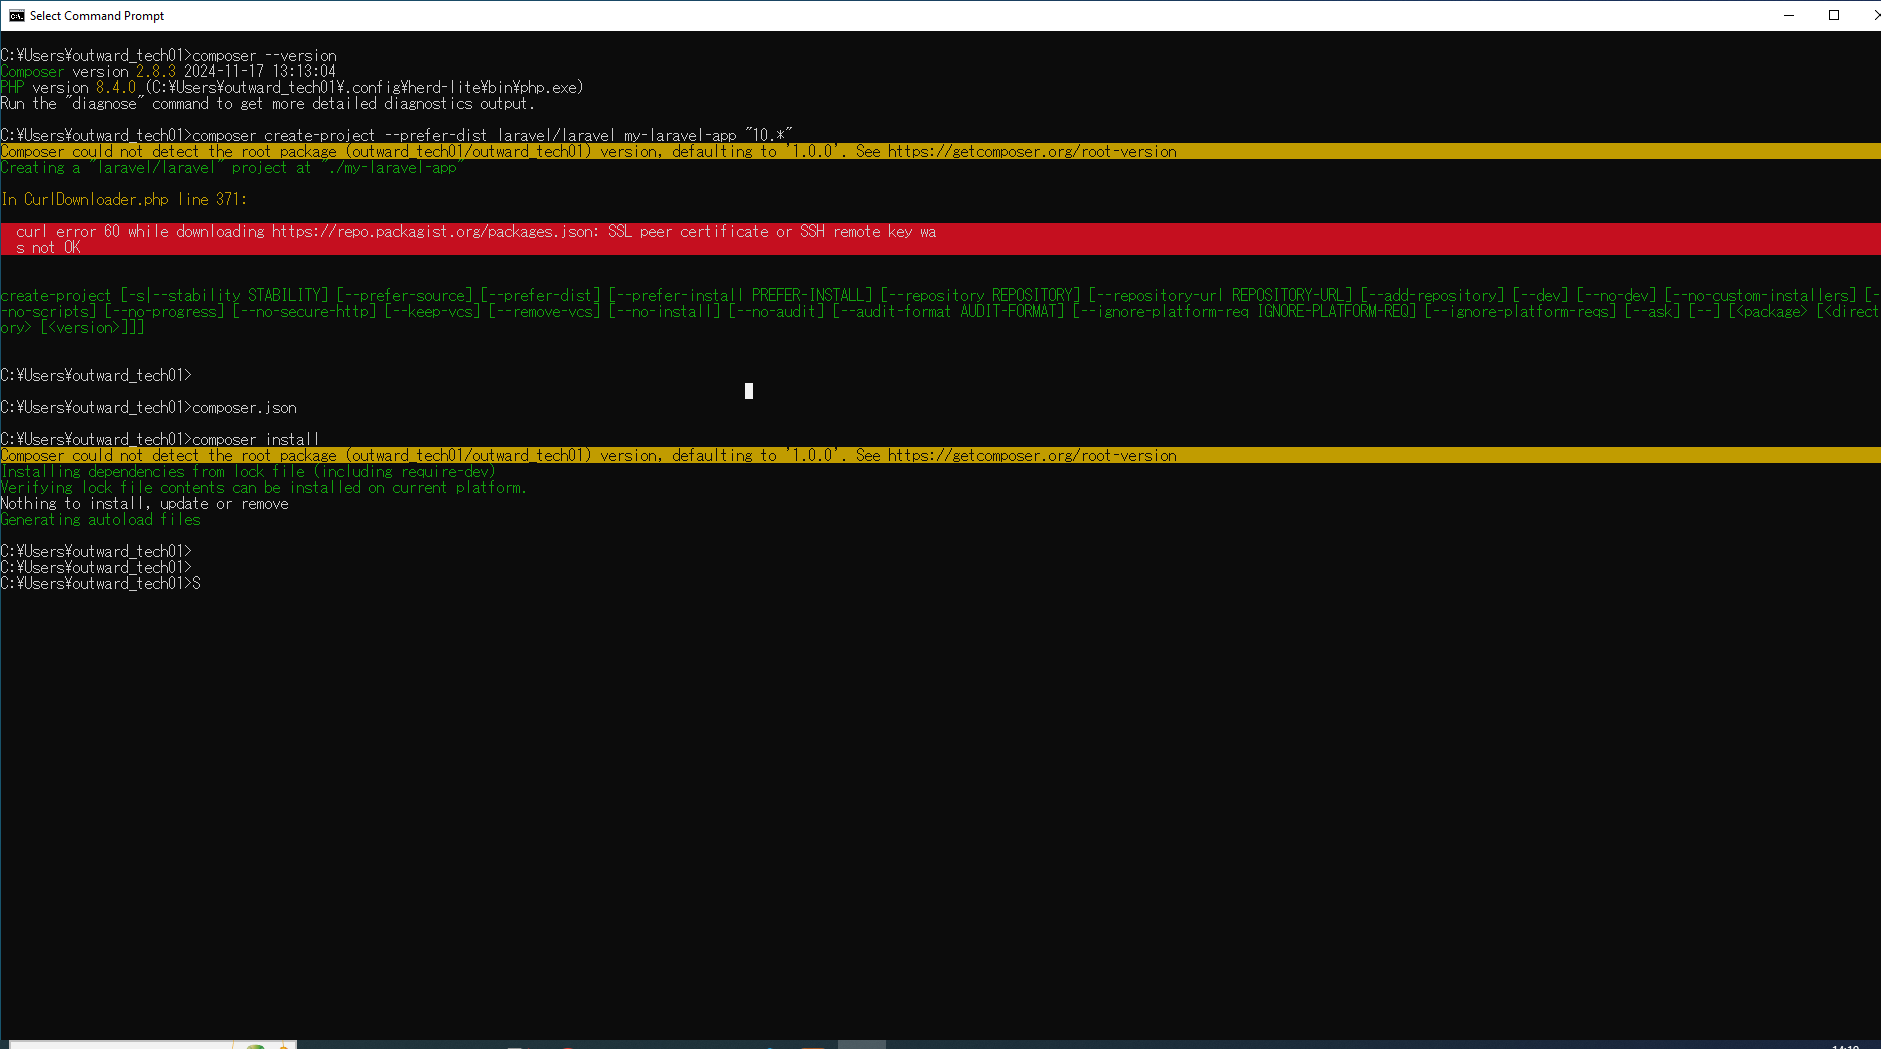 Select Command Prompt
C:¥Users¥outward_tech01>composer --version
Composer version 2.8.3 2024-11-17 13:13:04
PHP version 8.4.0 (C:¥Users¥outward_tech01¥.config¥herd-lite¥bin¥php.exe)
Run the "diagnose" command to get more detailed diagnostics output.
C:¥Users¥outward_tech01>composer create-project --prefer-dist laravel/laravel my-laravel-app "10.*"
Composer could not detect the root package (outward_tech01/outward_tech01) version, defaulting to '1.0.0'. See https://getcomposer.org/root-version
Creating a "laravel/laravel" project at "./my-laravel-app"
In CurlDownloader.php line 371:
curl error 60 while downloading https://repo.packagist.org/packages.json: SSL peer certificate or SSH remote key wa
s not OK
create-project [-s|--stability STABILITY] [--prefer-source] [--prefer-dist] [--prefer-install PREFER-INSTALL] [--repository REPOSITORY] [--repository-url REPOSITORY-URL] [--add-repository] [--dev] [--no-dev] [--no-custom-installers] [-
-no-scripts] [--no-progress] [--no-secure-http] [--keep-vcs] [--remove-vcs] [--no-install] [--no-audit] [--audit-format AUDIT-FORMAT] [--ignore-platform-req IGNORE-PLATFORM-REQ] [--ignore-platform-reqs] [--ask] [--] [<package> [<direct
ory> [<version>]]]
C:¥Users¥outward_tech01>
C:¥Users¥outward_tech01>composer.json
C:¥Users¥outward_tech01>composer install
Composer could not detect the root package (outward_tech01/outward_tech01) version, defaulting to '1.0.0'. See https://getcomposer.org/root-version
Installing dependencies from lock file (including require-dev)
Verifying lock file contents can be installed on current platform.
Nothing to install, update or remove
Generating autoload files
C:¥Users¥outward_tech01>
C:¥Users¥outward_tech01>
C:¥Users¥outward_tech01>S